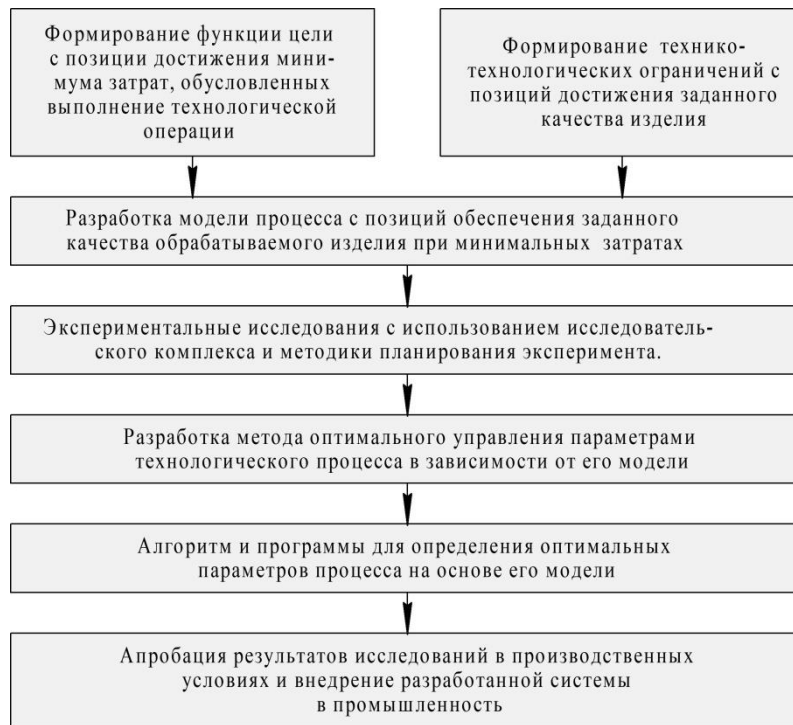 Формирование функции цели
с позиции достижения мини-
мума затрат, обусловленных
выполнение технологической
операции
Формирование технико-
технологических ограничений с
позиций достижения заданного
качества изделия
Разработка модели процесса с позиций обеспечения заданного
качества обрабатываемого изделия при минимальных затратах
Экспериментальные исследования с использованием исследователь-
ского комплекса и методики планирования эксперимента.
Разработка метода оптимального управления параметрами
технологического процесса в зависимости от его модели
Алгоритм и программы для определения оптимальных
параметров процесса на основе его модели
Апробация результатов исследований в производственных
условиях и внедрение разработанной системы
в промышленность